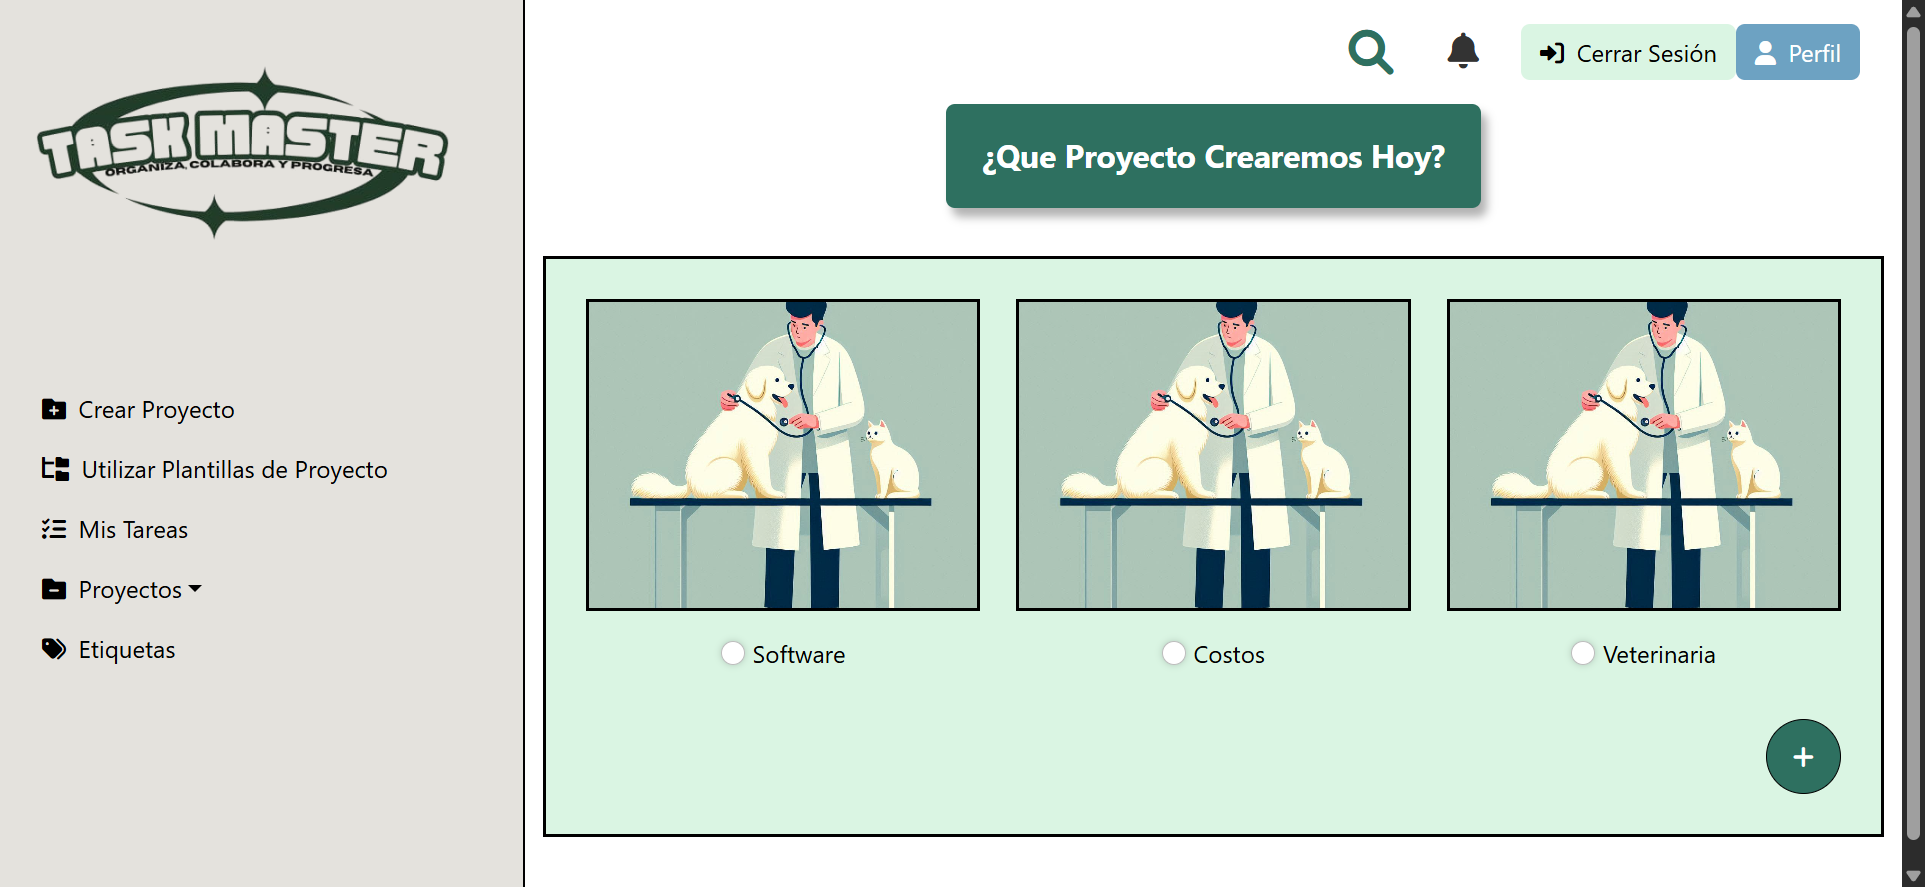 TASK MASTER
ORGANIZA, COLABORA Y PROGRESA
Crear Proyecto
Utilizar Plantillas de Proyecto
Mis Tareas
Proyectos
Etiquetas
Cerrar Sesión
Perfil
¿Que Proyecto Crearemos Hoy?
Software
Costos
Veterinaria